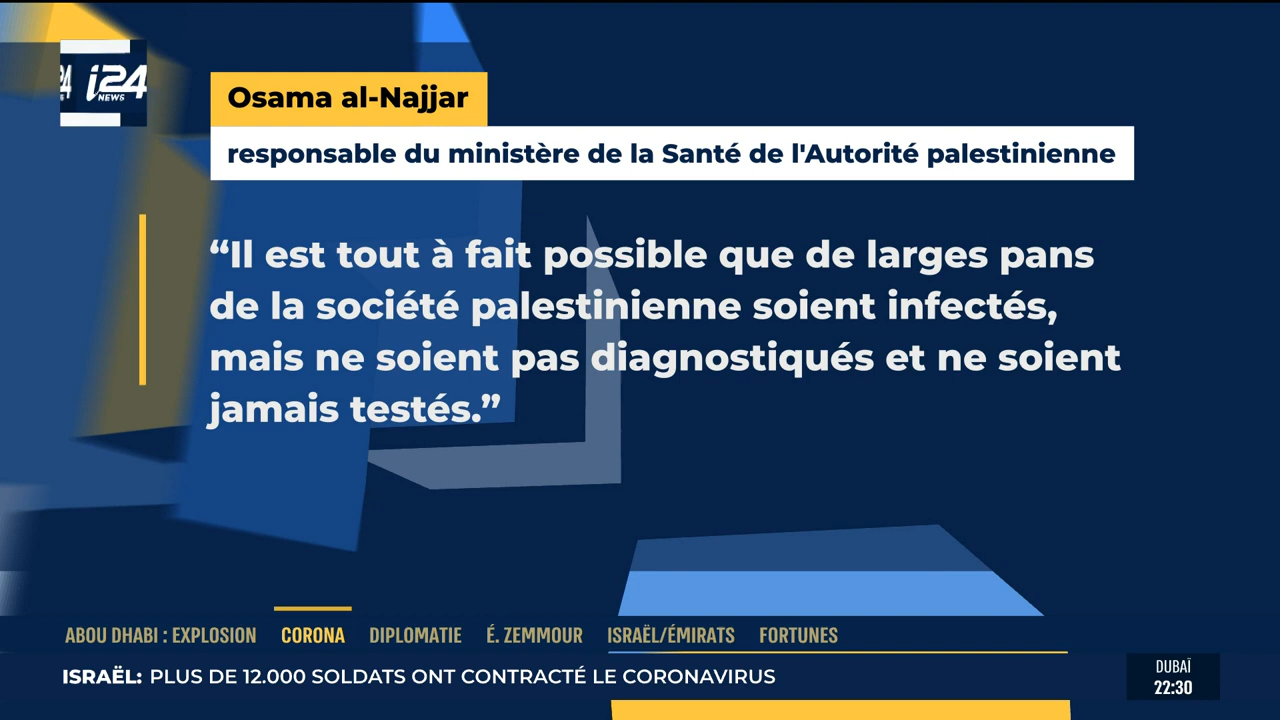 i24
NEWS
Osama al-Najjar
responsable du ministère de la Santé de l'Autorité palestinienne
“Il est tout à fait possible que de larges pans
de la société palestinienne soient infectés,
mais ne soient pas diagnostiqués et ne soient
jamais testés.”
ABOU DHABI : EXPLOSION CORONA DIPLOMATIE É. ZEMMOUR ISRAËL/ÉMIRATS FORTUNES
ISRAËL: PLUS DE 12.000 SOLDATS ONT CONTRACTÉ LE CORONAVIRUS
DUBAÏ
22:30